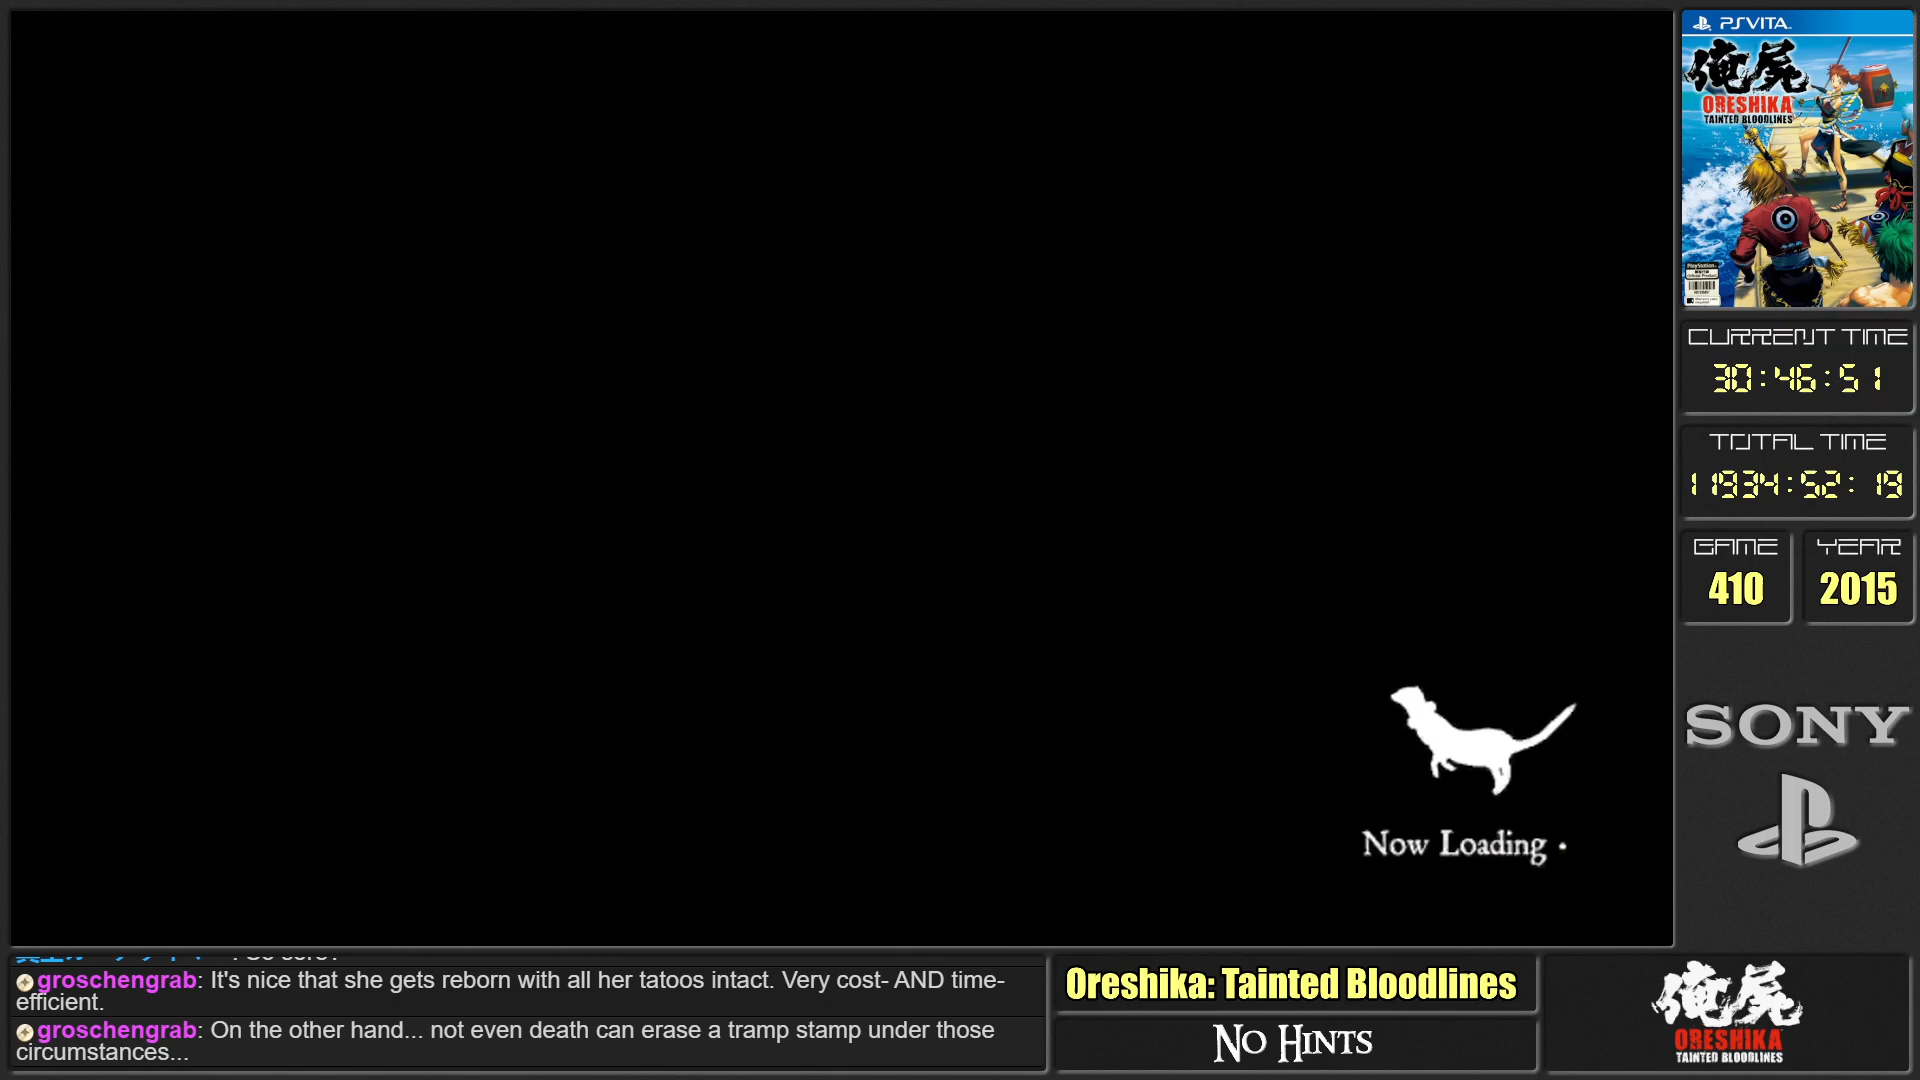 PSVITA
俺屍
ORESHIKA
TAINTED BLOODLINES
CURRENT TIME
30:46:51
TOTAL TIME
11934:52:19
GAME
410
YEAR
2015
SONY
Now Loading •
groschengrab: It's nice that she gets reborn with all her tatoos intact. Very cost- AND time-
efficient.
groschengrab: On the other hand... not even death can erase a tramp stamp under those
circumstances...
Oreshika: Tainted Bloodlines
No Hints
俺屍
ORESHIKA
TAINTED BLOODLINES